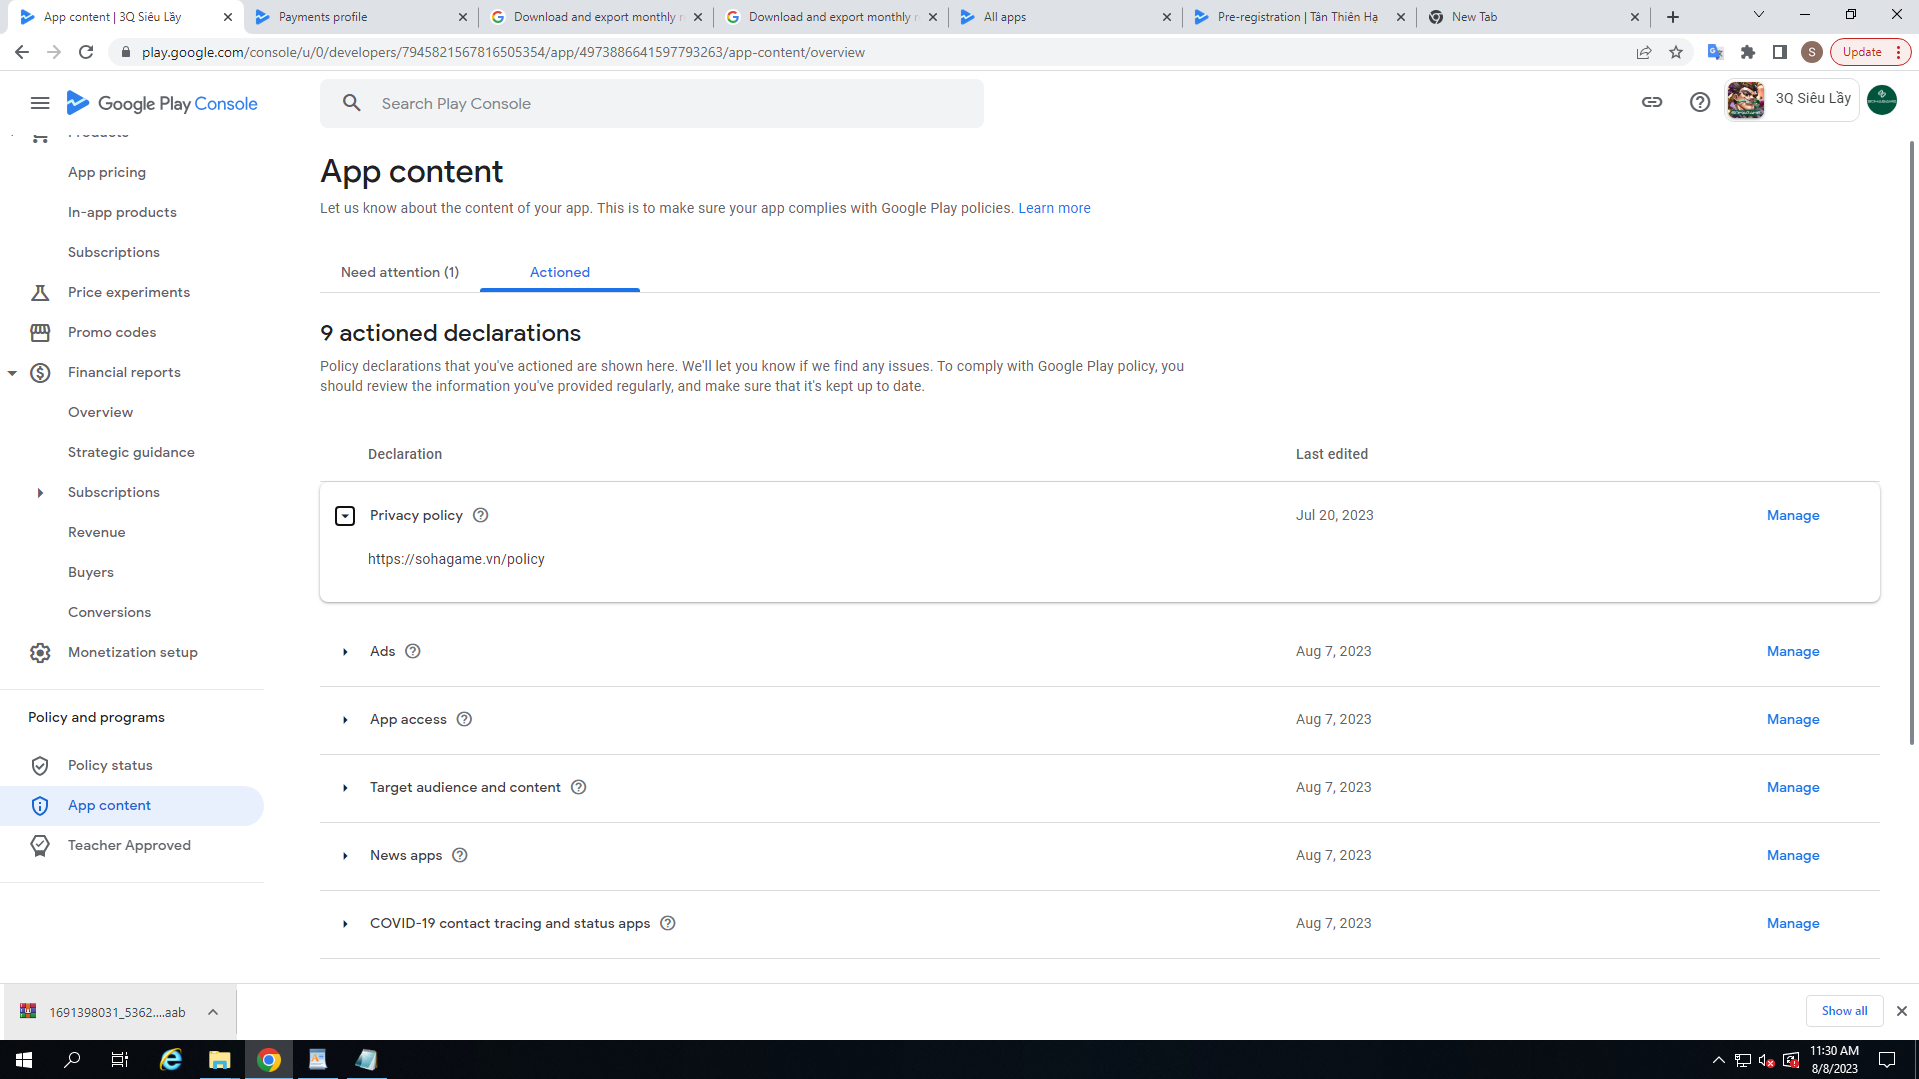 App content | 3Q Siêu Lầy
Payments profile
Download and export monthly r
Download and export monthly r
All apps
Pre-registration | Tân Thiên Hạ
New Tab
play.google.com/console/u/0/developers/7945821567816505354/app/4973886641597793263/app-content/overview
S
Update
Google Play Console
Search Play Console
3Q Siêu Lầy
Products
App pricing
In-app products
Subscriptions
Price experiments
Promo codes
Financial reports
Overview
Strategic guidance
Subscriptions
Revenue
Buyers
Conversions
Monetization setup
Policy and programs
Policy status
App content
Teacher Approved
App content
Let us know about the content of your app. This is to make sure your app complies with Google Play policies. Learn more
Need attention (1)
Actioned
9 actioned declarations
Policy declarations that you've actioned are shown here. We'll let you know if we find any issues. To comply with Google Play policy, you
should review the information you've provided regularly, and make sure that it's kept up to date.
Declaration
Last edited
Privacy policy
Jul 20, 2023
Manage
https://sohagame.vn/policy
Ads
Aug 7, 2023
Manage
App access
Aug 7, 2023
Manage
Target audience and content
Aug 7, 2023
Manage
News apps
Aug 7, 2023
Manage
COVID-19 contact tracing and status apps
Aug 7, 2023
Manage
1691398031_5362....aab
Show all
11:30 AM
8/8/2023